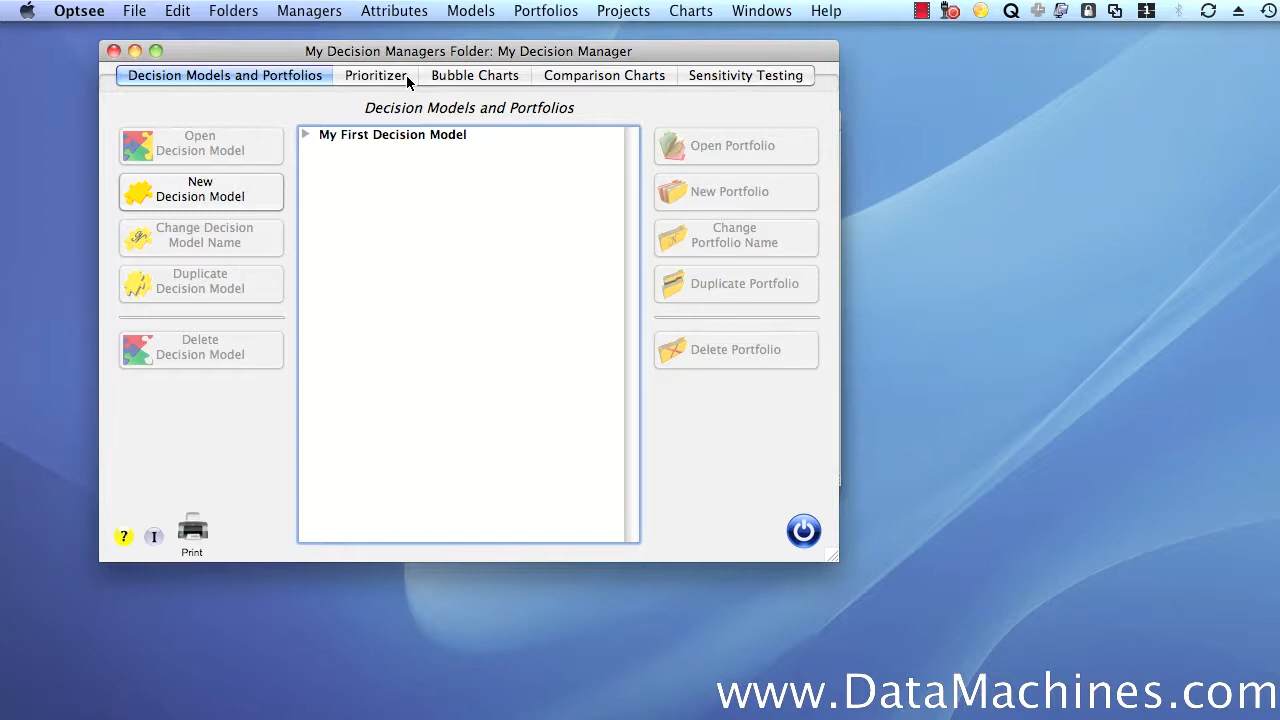 Optsee File Edit Folders Managers Attributes Models Portfolios Projects Charts Windows Help
My Decision Managers Folder: My Decision Manager
Decision Models and Portfolios Prioritizer Bubble Charts Comparison Charts Sensitivity Testing
Decision Models and Portfolios
Open
Decision Model
New
Decision Model
Change Decision
Model Name
Duplicate
Decision Model
Delete
Decision Model
My First Decision Model
Open Portfolio
New Portfolio
Change
Portfolio Name
Duplicate Portfolio
Delete Portfolio
? I
Print
www.DataMachines.com